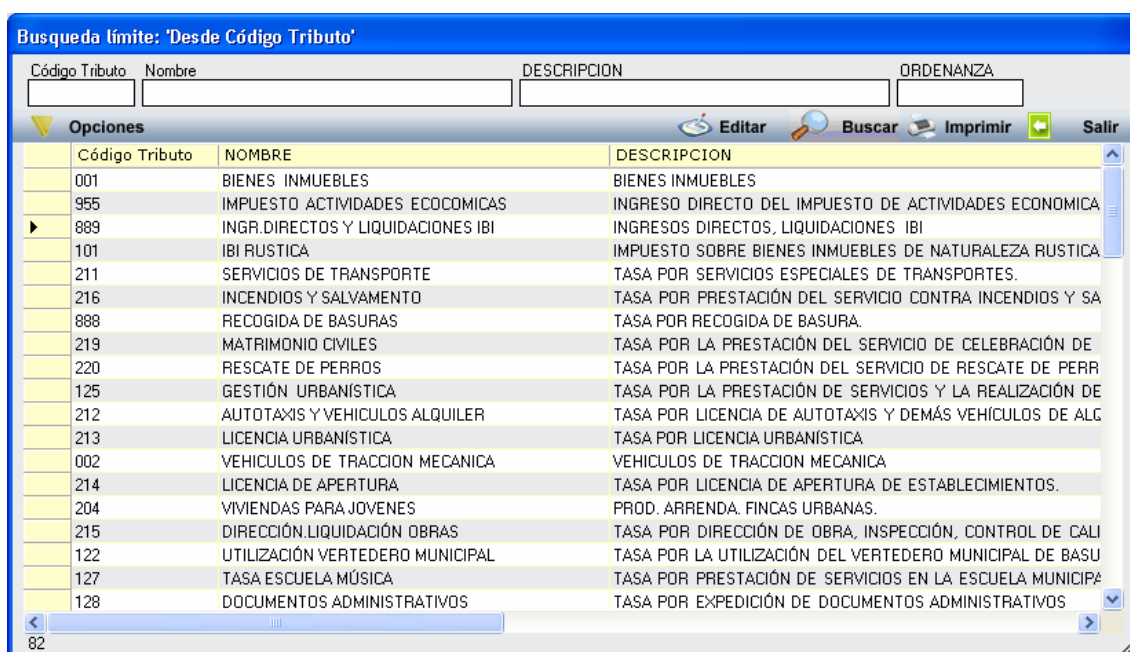 Busqueda límite: 'Desde Código Tributo'
Código Tributo Nombre DESCRIPCION ORDENANZA
Opciones Editar Buscar Imprimir Salir
Código Tributo NOMBRE DESCRIPCION
001 BIENES INMUEBLES BIENES INMUEBLES
955 IMPUESTO ACTIVIDADES ECOCOMICAS INGRESO DIRECTO DEL IMPUESTO DE ACTIVIDADES ECONOMICA
889 INGR.DIRECTOS Y LIQUIDACIONES IBI INGRESOS DIRECTOS, LIQUIDACIONES IBI
101 IBI RUSTICA IMPUESTO SOBRE BIENES INMUEBLES DE NATURALEZA RUSTICA
211 SERVICIOS DE TRANSPORTE TASA POR SERVICIOS ESPECIALES DE TRANSPORTES.
216 INCENDIOS Y SALVAMENTO TASA POR PRESTACIÓN DEL SERVICIO CONTRA INCENDIOS Y SA
888 RECOGIDA DE BASURAS TASA POR RECOGIDA DE BASURA.
219 MATRIMONIO CIVILES TASA POR LA PRESTACIÓN DEL SERVICIO DE CELEBRACIÓN DE
220 RESCATE DE PERROS TASA POR LA PRESTACIÓN DEL SERVICIO DE RESCATE DE PERR
125 GESTIÓN URBANÍSTICA TASA POR LA PRESTACIÓN DE SERVICIOS Y LA REALIZACIÓN DE
212 AUTOTAXIS Y VEHICULOS ALQUILER TASA POR LICENCIA DE AUTOTAXIS Y DEMÁS VEHÍCULOS DE ALQ
213 LICENCIA URBANÍSTICA TASA POR LICENCIA URBANÍSTICA
002 VEHICULOS DE TRACCION MECANICA VEHICULOS DE TRACCION MECANICA
214 LICENCIA DE APERTURA TASA POR LICENCIA DE APERTURA DE ESTABLECIMIENTOS.
204 VIVIENDAS PARA JOVENES PROD. ARRENDA. FINCAS URBANAS.
215 DIRECCIÓN.LIQUIDACIÓN OBRAS TASA POR DIRECCIÓN DE OBRA, INSPECCIÓN, CONTROL DE CALI
122 UTILIZACIÓN VERTEDERO MUNICIPAL TASA POR LA UTILIZACIÓN DEL VERTEDERO MUNICIPAL DE BASU
127 TASA ESCUELA MÚSICA TASA POR PRESTACIÓN DE SERVICIOS EN LA ESCUELA MUNICIPA
128 DOCUMENTOS ADMINISTRATIVOS TASA POR EXPEDICIÓN DE DOCUMENTOS ADMINISTRATIVOS
82